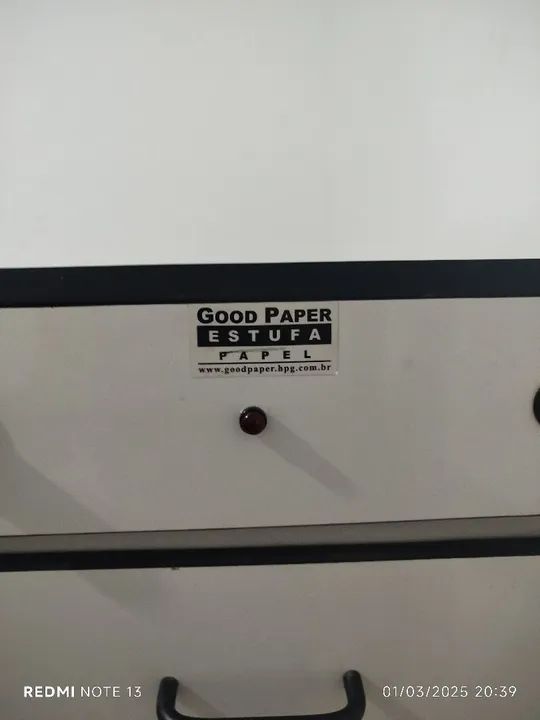 GOOD PAPER
ESTUFA
PAPEL
www.goodpaper.hpg.com.br
REDMI NOTE 13
01/03/2025 20:39